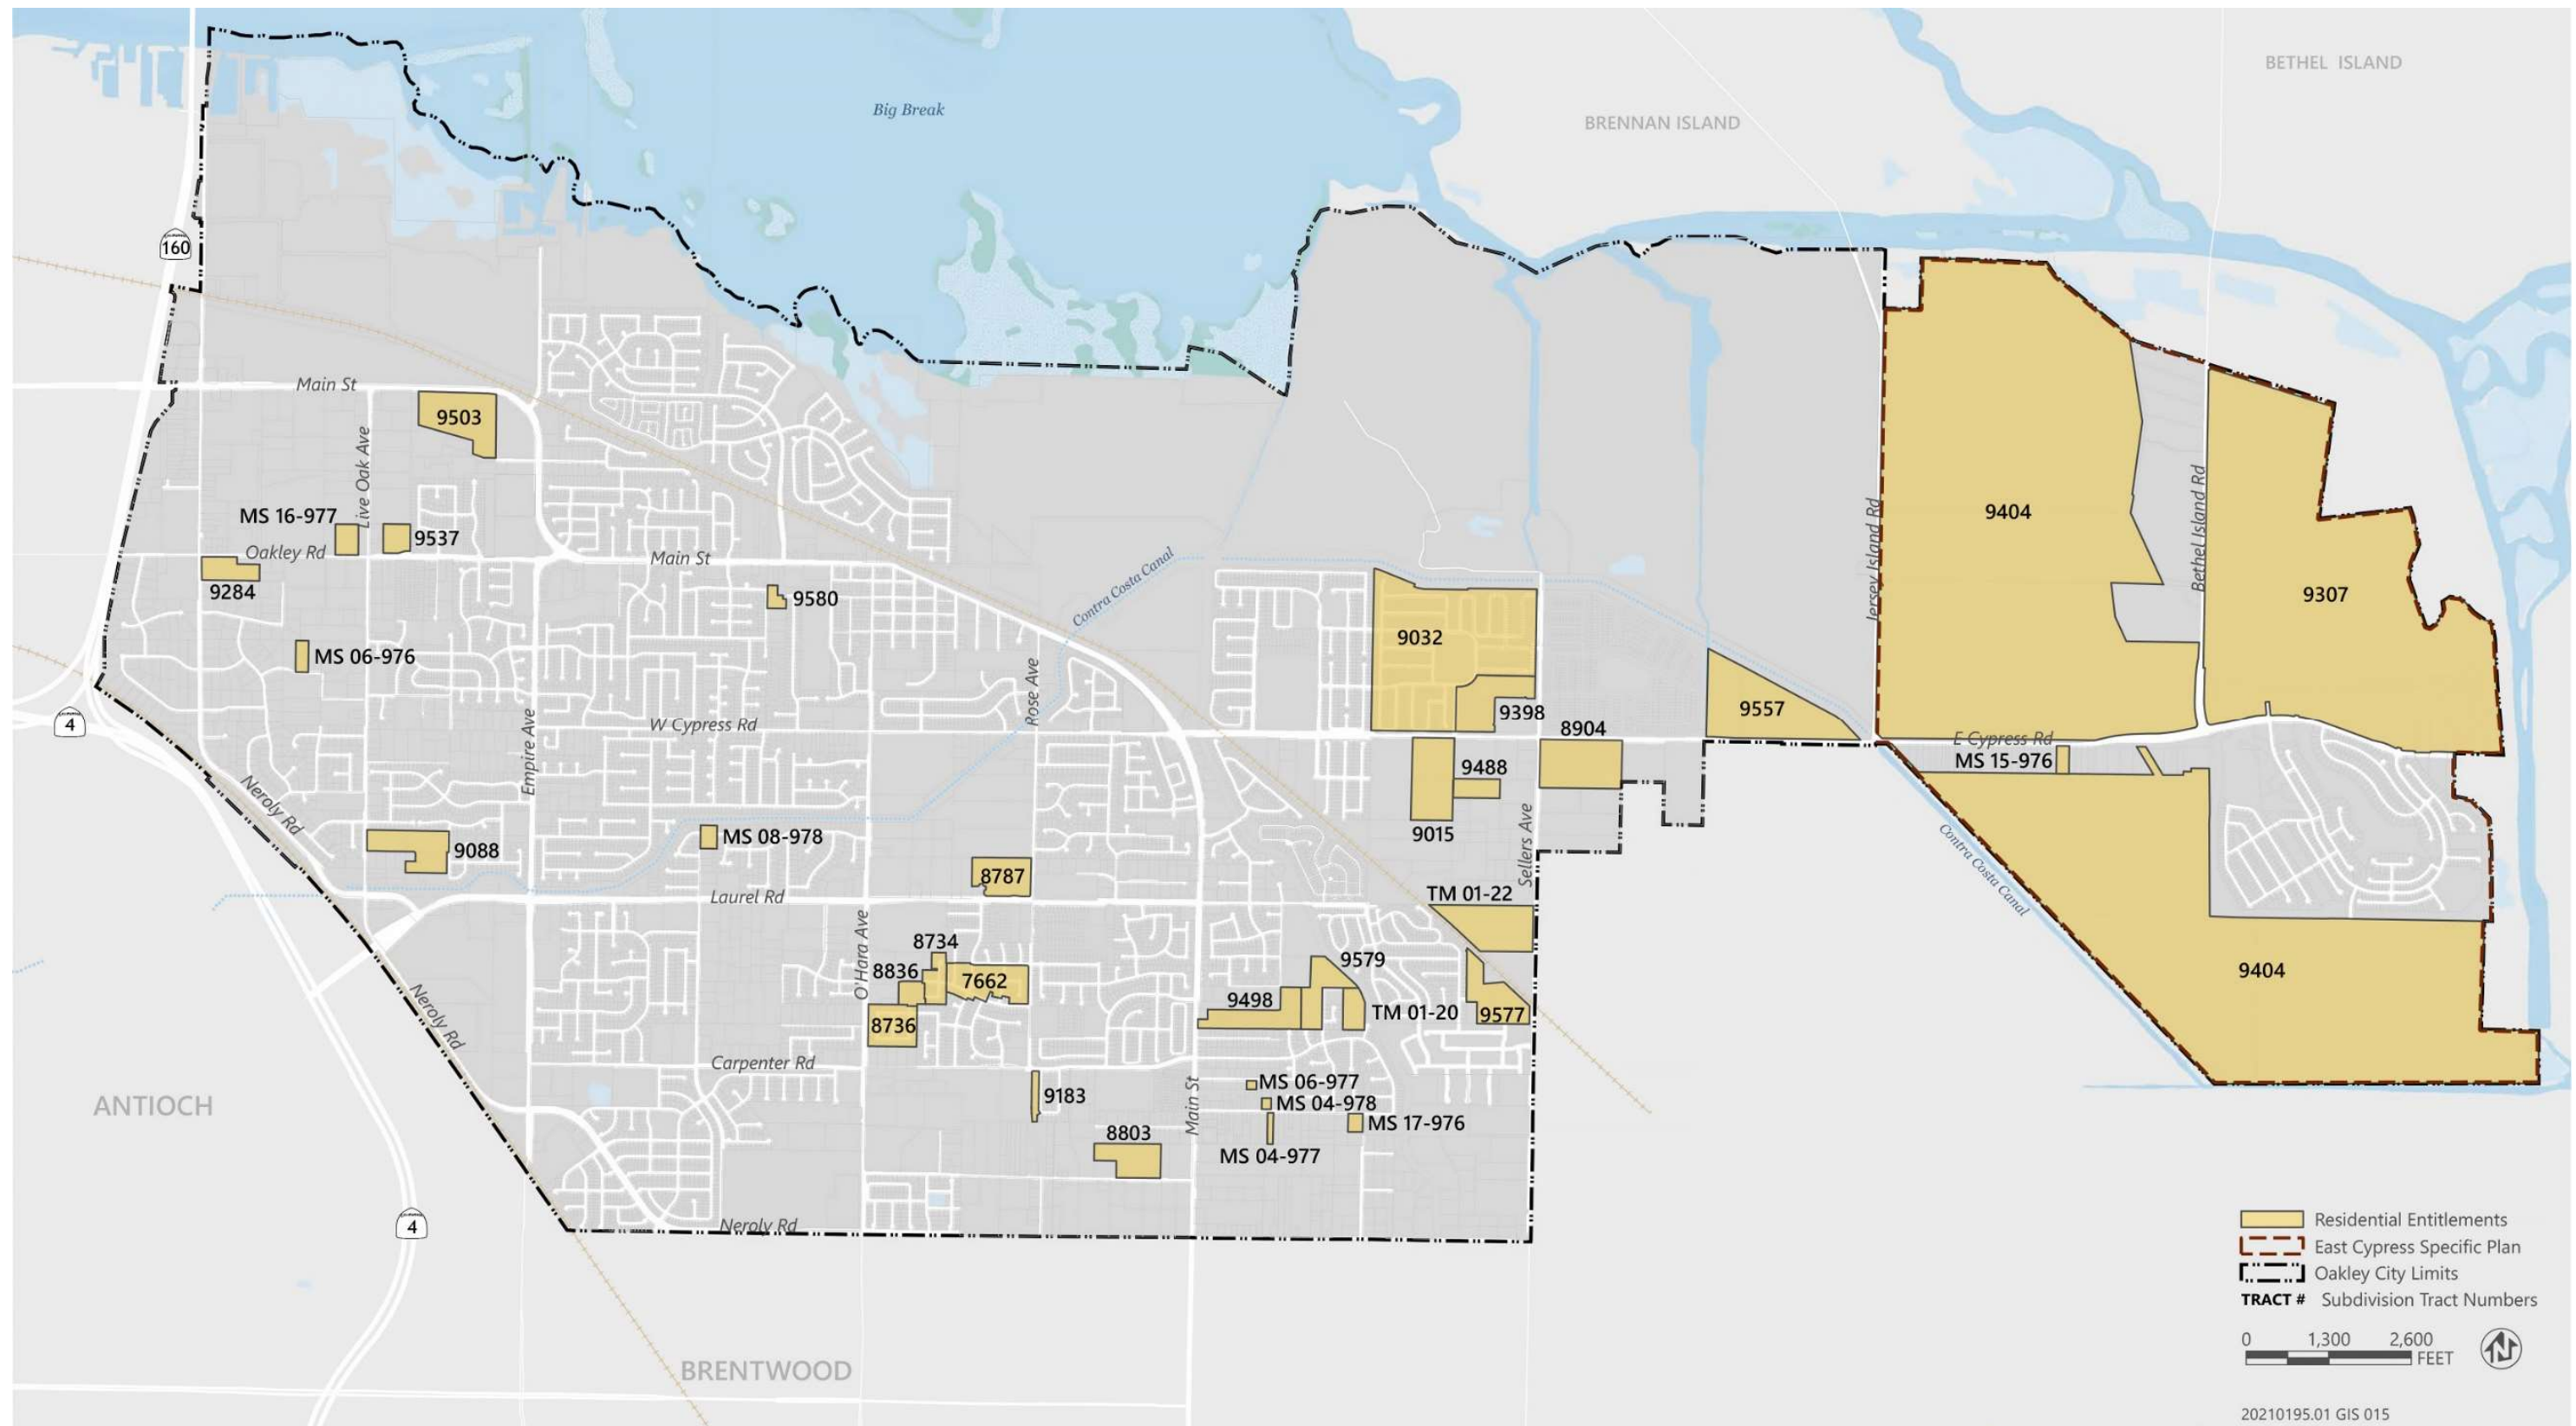 BETHEL ISLAND
Big Break
BRENNAN ISLAND
CALIFORNIA
160
Main St
9503
Live Oak Ave
MS 16-977
9537
Oakley Rd
Main St
9284
9580
MS 06-976
Contra Costa Canal
Rose Ave
9032
9398
8904
9557
Jersey Island Rd
9404
Bethel Island Rd
9307
4
Empire Ave
W Cypress Rd
E Cypress Rd
MS 15-976
9488
9015
Sellers Ave
Neroly Rd
9088
MS 08-978
8787
Laurel Rd
TM 01-22
Contra Costa Canal
O'Hara Ave
8734
8836
7662
8736
9579
9498
TM 01-20
9577
9404
Neroly Rd
Carpenter Rd
9183
Main St
MS 06-977
MS 04-978
MS 17-976
MS 04-977
8803
ANTIOCH
4
Neroly Rd
BRENTWOOD
Residential Entitlements
East Cypress Specific Plan
Oakley City Limits
TRACT # Subdivision Tract Numbers
0 1,300 2,600
FEET
N
20210195.01 GIS 015